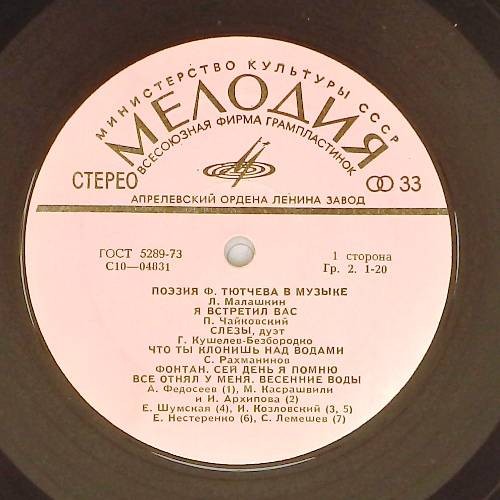 МИНИСТЕРСТВО КУЛЬТУРЫ СССР
МЕЛОДИЯ
ВСЕСОЮЗНАЯ ФИРМА ГРАМПЛАСТИНОК
СТЕРЕО 33
АПРЕЛЕВСКИЙ ОРДЕНА ЛЕНИНА ЗАВОД
ГОСТ 5289-73 1 сторона
С10—04831 Гр. 2. 1-20
ПОЭЗИЯ Ф. ТЮТЧЕВА В МУЗЫКЕ
Л. Малашкин
Я ВСТРЕТИЛ ВАС
П. Чайковский
СЛЕЗЫ, дуэт
Г. Кушелев-Безбородко
ЧТО ТЫ КЛОНИШЬ НАД ВОДАМИ
С. Рахманинов
ФОНТАН. СЕЙ ДЕНЬ Я ПОМНЮ
ВСЕ ОТНЯЛ У МЕНЯ. ВЕСЕННИЕ ВОДЫ
А. Федосеев (1), М. Касрашвили
и И. Архипова (2)
Е. Шумская (4), И. Козловский (3, 5)
Е. Нестеренко (6), С. Лемешев (7)